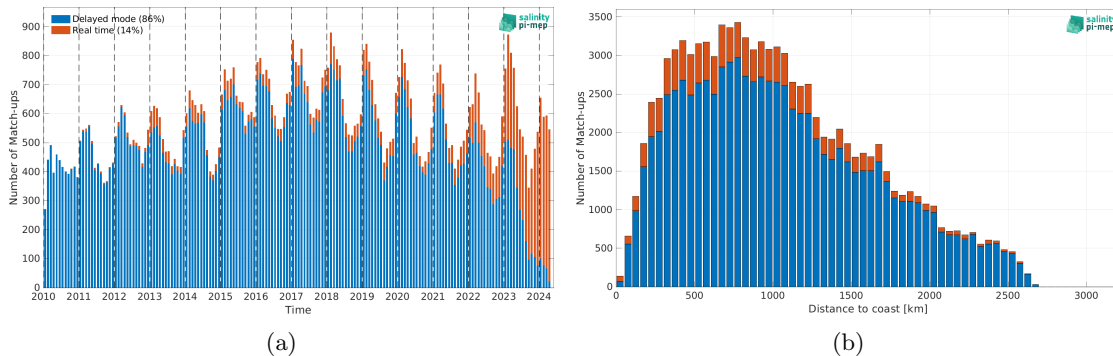 Delayed mode (86%)
Real time (14%)
salinity
pi-mep
Number of Match-ups
900
800
700
600
500
400
300
200
100
0
2010 2011 2012 2013 2014 2015 2016 2017 2018 2019 2020 2021 2022 2023 2024
Time
(a)
salinity
pi-mep
Number of Match-ups
3500
3000
2500
2000
1500
1000
500
0
0 500 1000 1500 2000 2500 3000
Distance to coast [km]
(b)